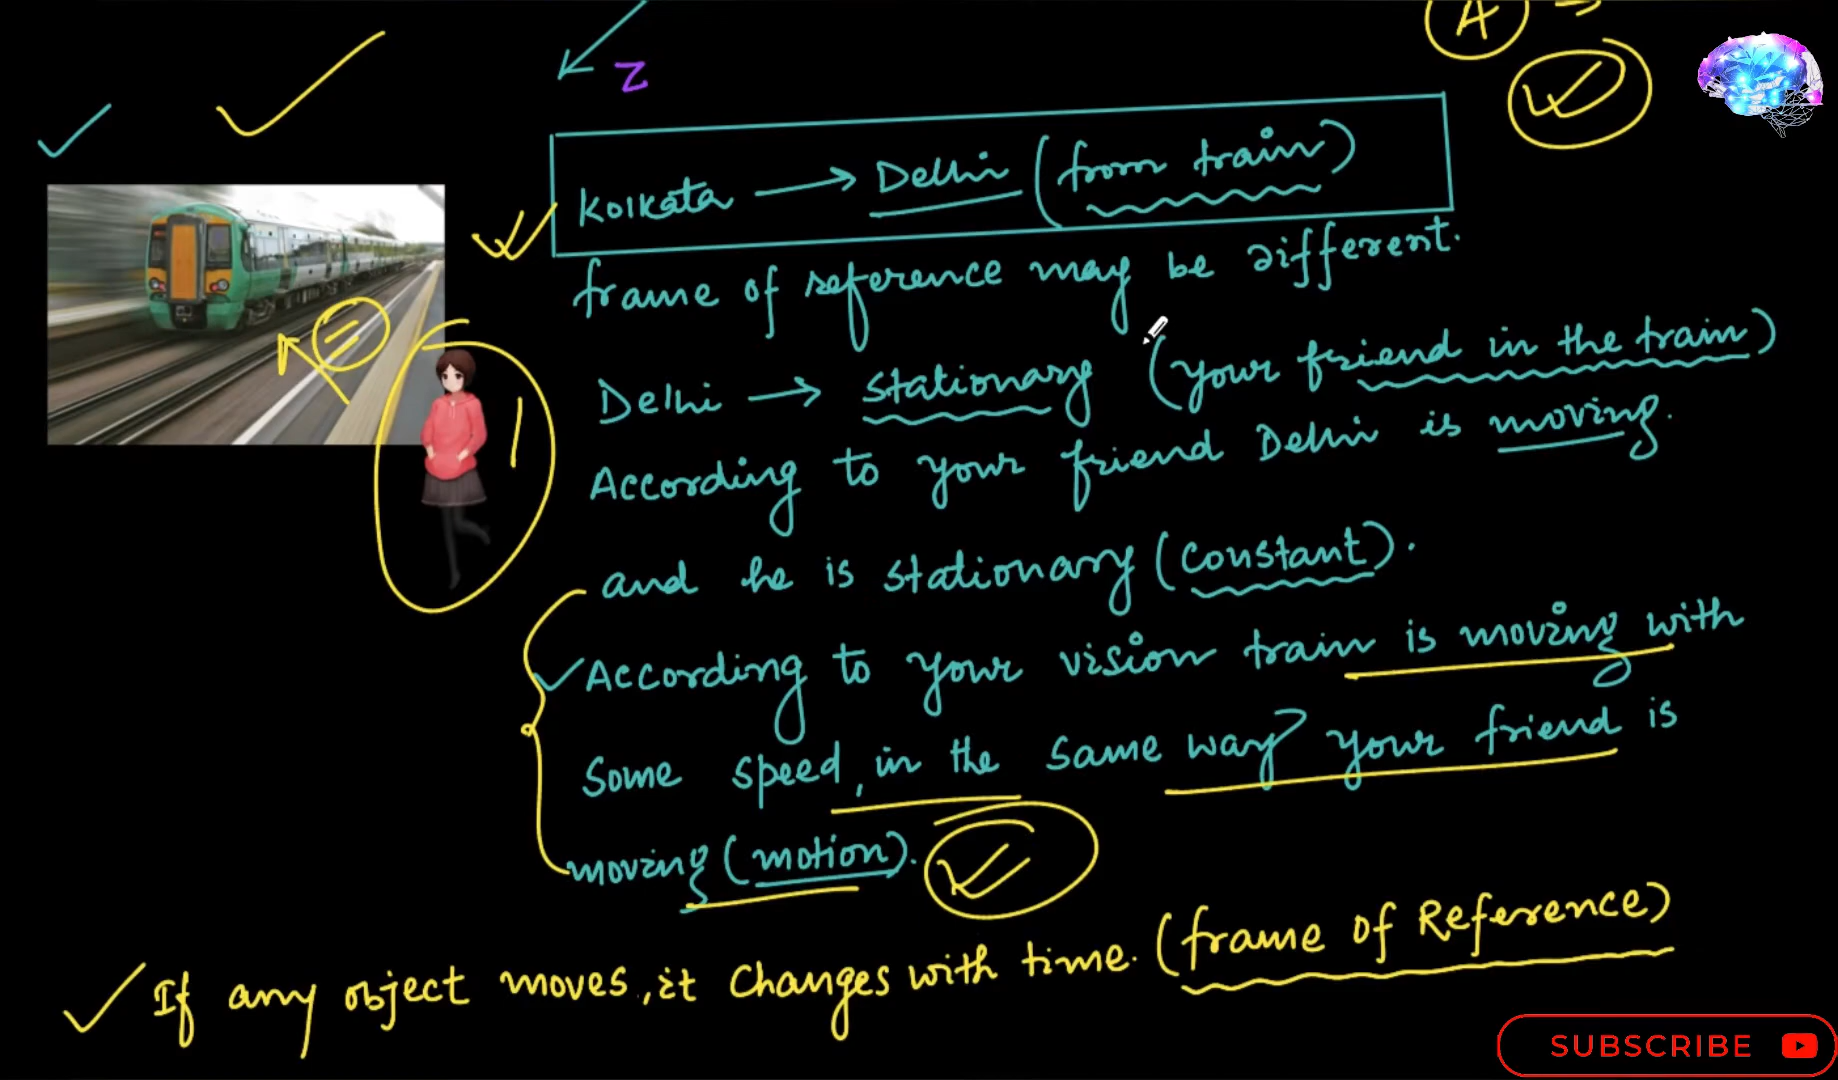 A
Z
Kolkata → Delhi (from train)
frame of reference may be different.
Delhi → stationary (your friend in the train)
According to your friend Delhi is moving.
and he is stationary (constant).
According to your vision train is moving with
some speed, in the same way your friend is
moving (motion).
If any object moves, it changes with time. (frame of Reference)
SUBSCRIBE